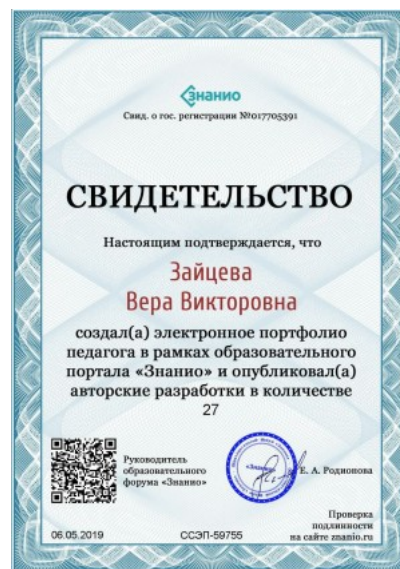 знанио
Свид. о гос. регистрации №017705391
СВИДЕТЕЛЬСТВО
Настоящим подтверждается, что
Зайцева
Вера Викторовна
создал(а) электронное портфолио
педагога в рамках образовательного
портала «Знанио» и опубликовал(а)
авторские разработки в количестве
27
Руководитель
образовательного
форума «Знанио»
«Знанио»
Е. А. Родионова
Проверка
подлинности
на сайте znanio.ru
06.05.2019
ССЭП-59755